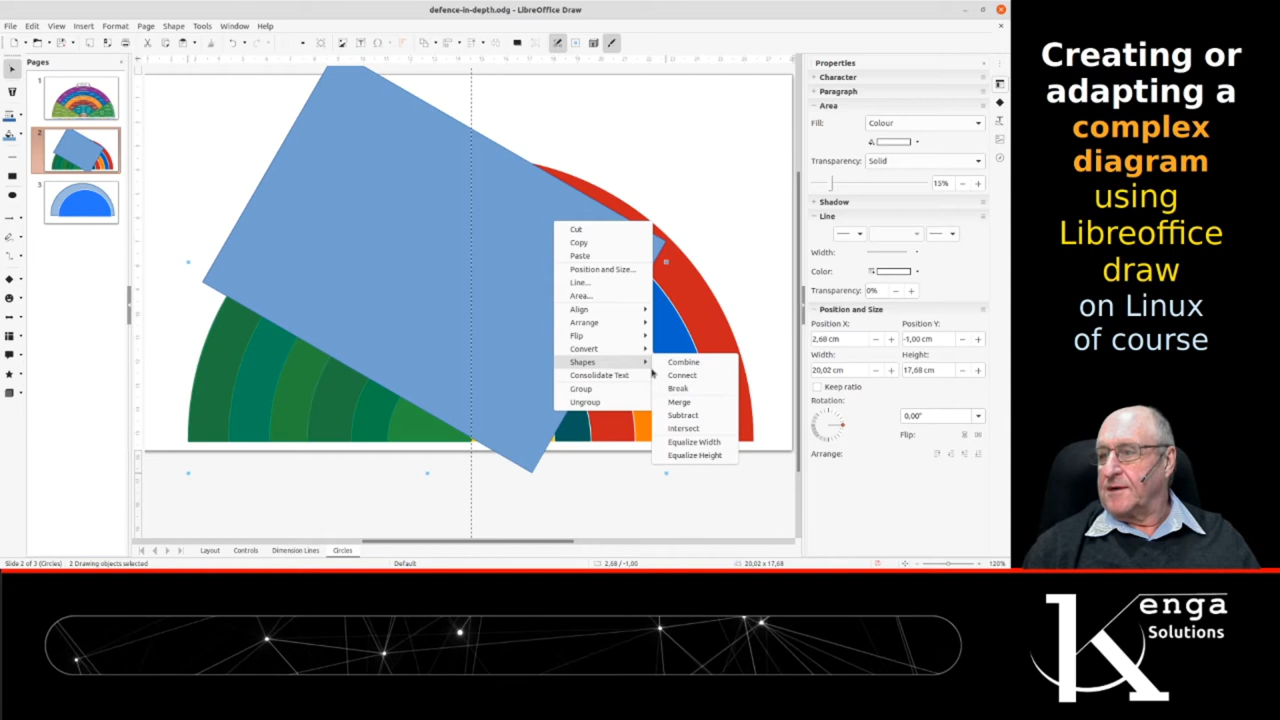 defence-in-depth.odg - LibreOffice Draw
File Edit View Insert Format Page Shape Tools Window Help
Pages
1
2
3
Cut
Copy
Paste
Position and Size...
Line...
Area...
Align
Arrange
Flip
Convert
Shapes
Consolidate Text
Group
Ungroup
Combine
Connect
Break
Merge
Subtract
Intersect
Equalize Width
Equalize Height
Properties
Character
Paragraph
Area
Fill: Colour
Transparency: Solid
15%
Shadow
Line
Width:
Color:
Transparency: 0%
Position and Size
Position X: Position Y:
2,68 cm -1,00 cm
Width: Height:
20,02 cm 17,68 cm
Keep ratio
Rotation:
0,00°
Flip:
Arrange:
Layout Controls Dimension Lines Circles
Slide 2 of 3 (Circles) 2 Drawing objects selected Default 2,68 / -1,00 20,02 x 17,68 120%
Creating or
adapting a
complex
diagram
using
Libreoffice
draw
on Linux
of course
kenga
Solutions